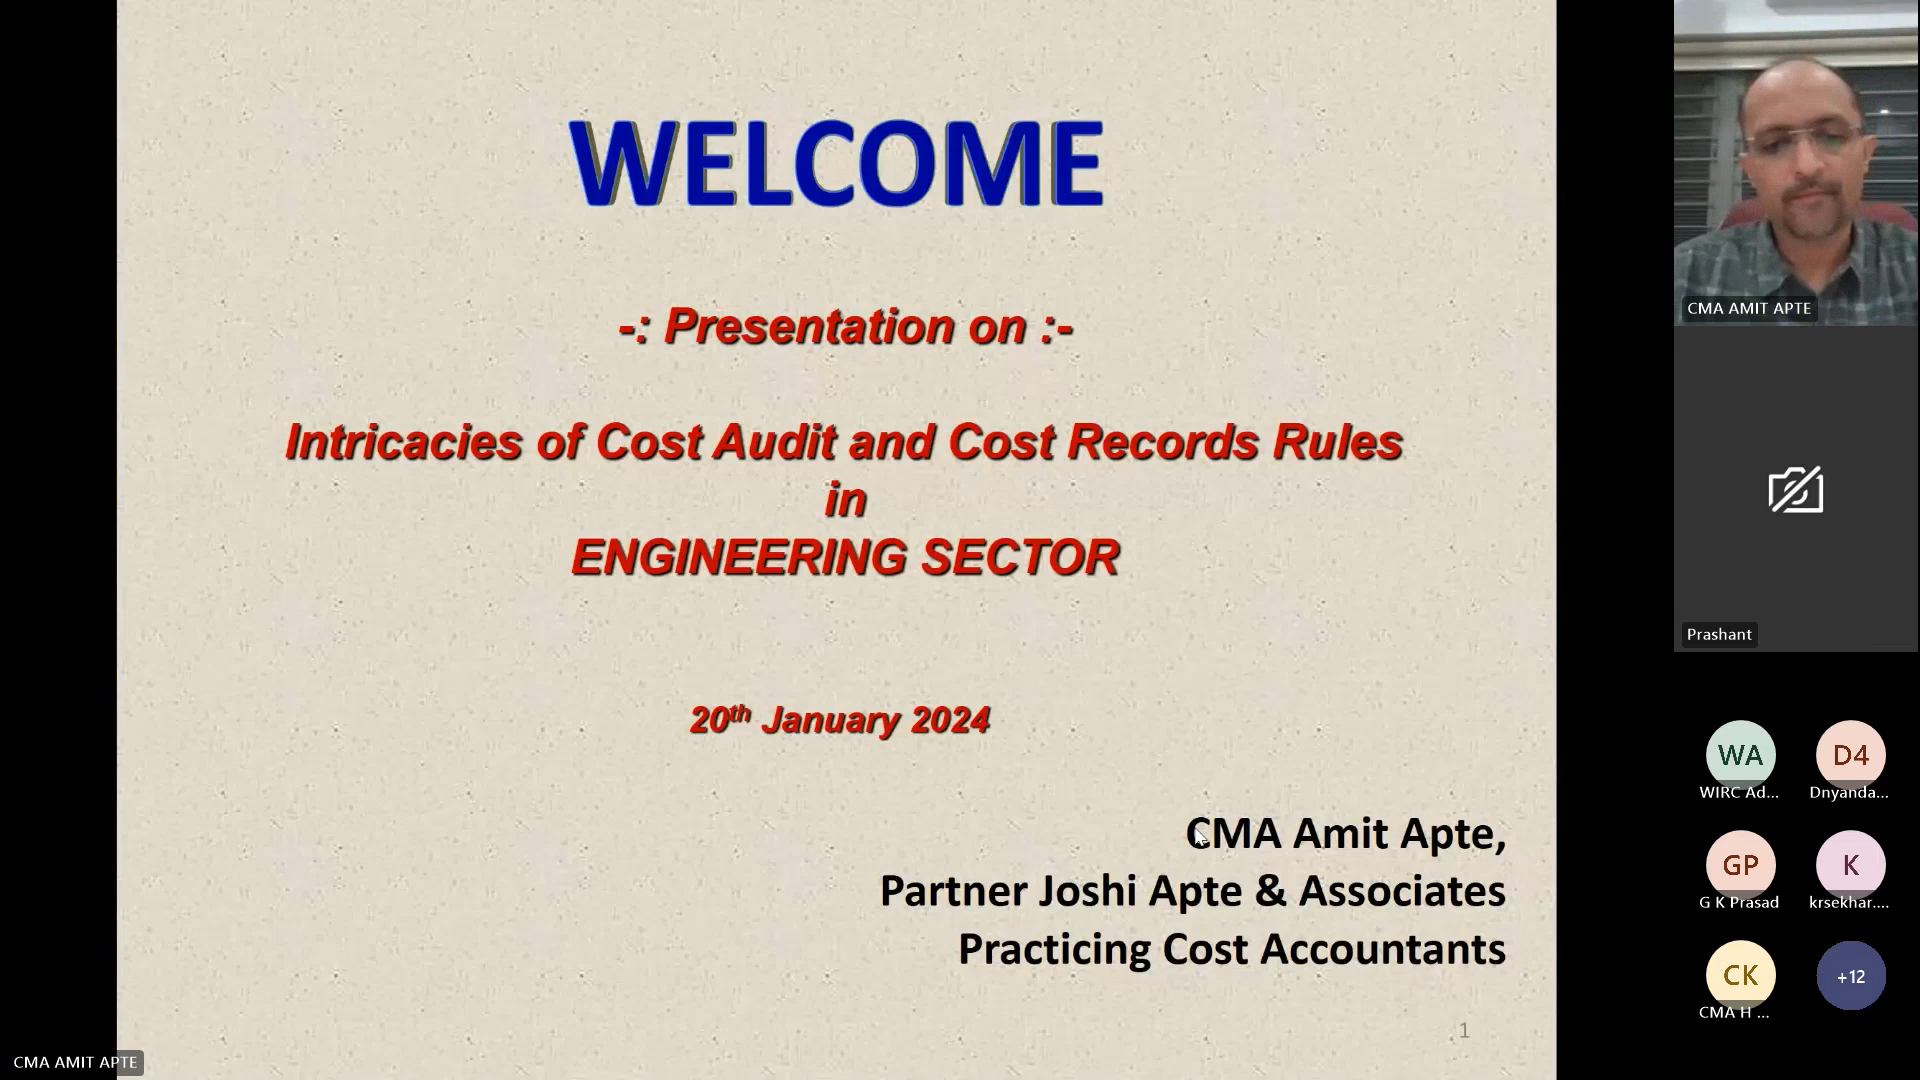 WELCOME
-: Presentation on :-
Intricacies of Cost Audit and Cost Records Rules
in
ENGINEERING SECTOR
20th January 2024
CMA Amit Apte,
Partner Joshi Apte & Associates
Practicing Cost Accountants
1
CMA AMIT APTE
CMA AMIT APTE
Prashant
WA
WIRC Ad...
D4
Dnyanda...
GP
G K Prasad
K
krsekhar....
CK
CMA H ...
+12